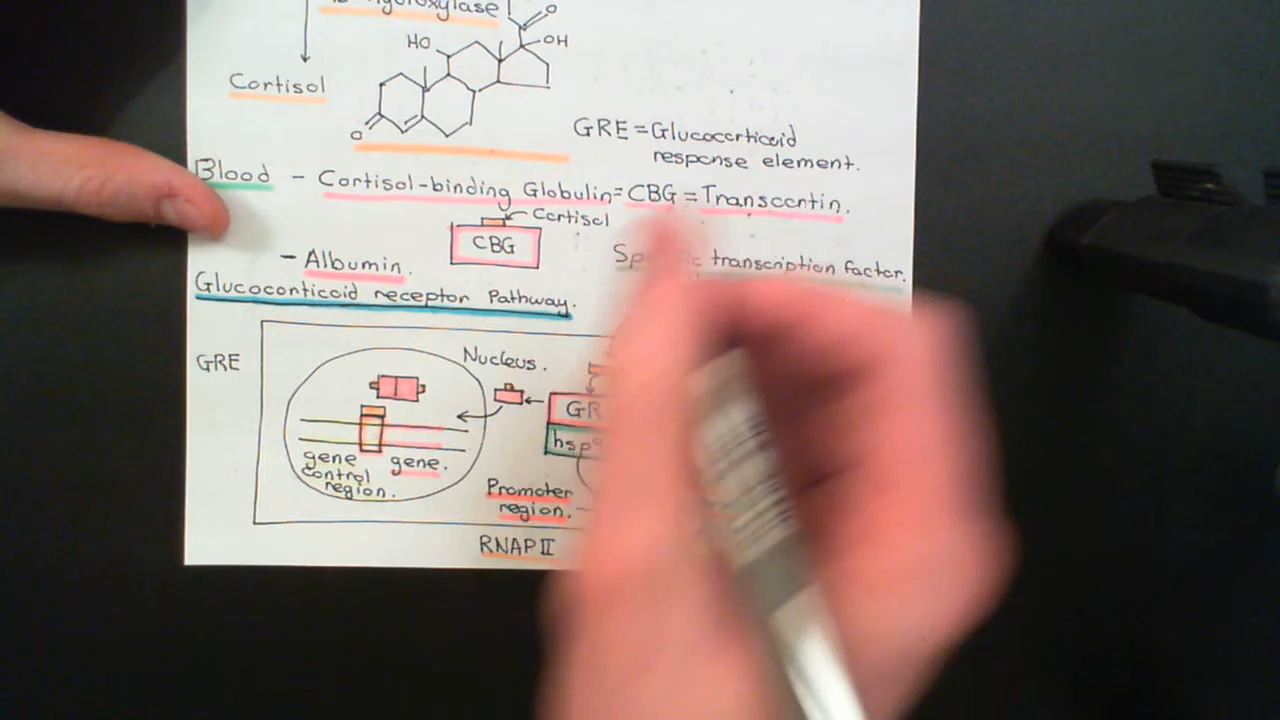 HO
OH
O
Cortisol
O
GRE = Glucocorticoid
response element.
Blood - Cortisol-binding Globulin = CBG = Transcortin.
Cortisol
CBG
- Albumin.
transcription factor.
Glucocorticoid receptor Pathway.
GRE
Nucleus.
gene
control
region.
gene.
Promoter
region.
RNAP II